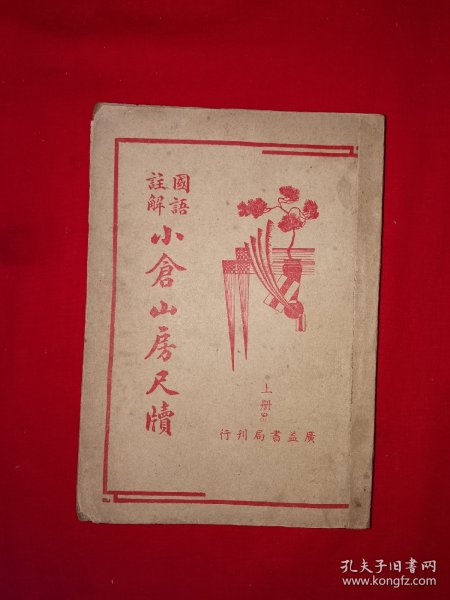 國語
註解
小倉山房尺牘
上册
廣益書局刊行
孔夫子旧书网
www.kongfz.com